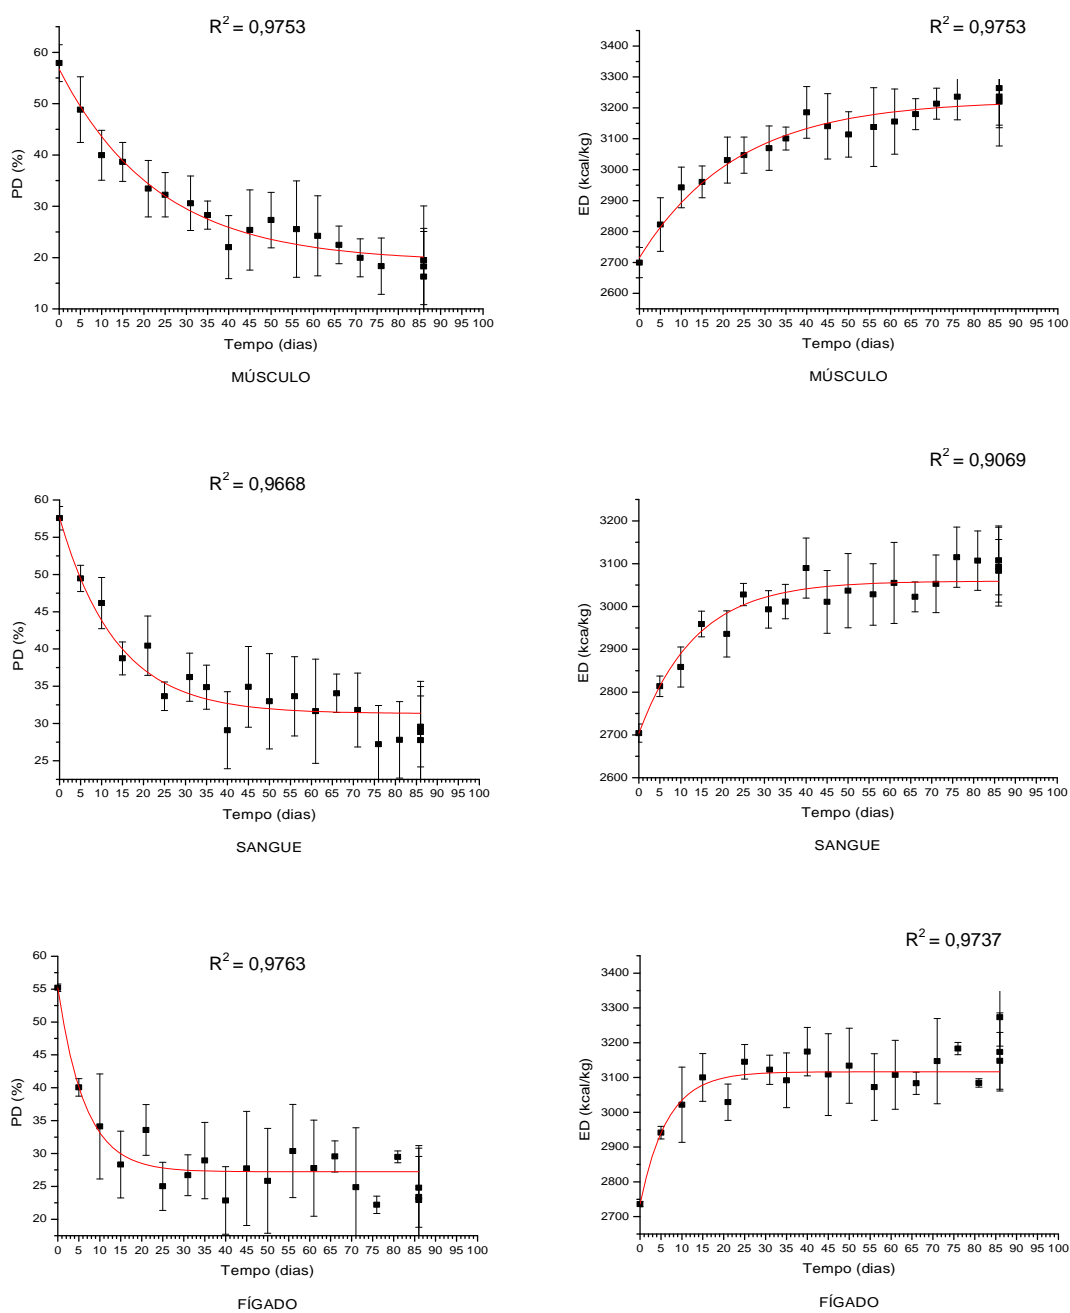 R² = 0,9753
PD (%)
60
50
40
30
20
10
0 5 10 15 20 25 30 35 40 45 50 55 60 65 70 75 80 85 90 95 100
Tempo (dias)
MÚSCULO
R² = 0,9753
ED (kcal/kg)
3400
3300
3200
3100
3000
2900
2800
2700
2600
0 5 10 15 20 25 30 35 40 45 50 55 60 65 70 75 80 85 90 95 100
Tempo (dias)
MÚSCULO
R² = 0,9668
PD (%)
60
55
50
45
40
35
30
25
0 5 10 15 20 25 30 35 40 45 50 55 60 65 70 75 80 85 90 95 100
Tempo (dias)
SANGUE
R² = 0,9069
ED (kca/kg)
3200
3100
3000
2900
2800
2700
2600
0 5 10 15 20 25 30 35 40 45 50 55 60 65 70 75 80 85 90 95 100
Tempo (dias)
SANGUE
R² = 0,9763
PD (%)
60
55
50
45
40
35
30
25
20
0 5 10 15 20 25 30 35 40 45 50 55 60 65 70 75 80 85 90 95 100
Tempo (dias)
FÍGADO
R² = 0,9737
ED (kcal/kg)
3400
3300
3200
3100
3000
2900
2800
2700
0 5 10 15 20 25 30 35 40 45 50 55 60 65 70 75 80 85 90 95 100
Tempo (dias)
FÍGADO